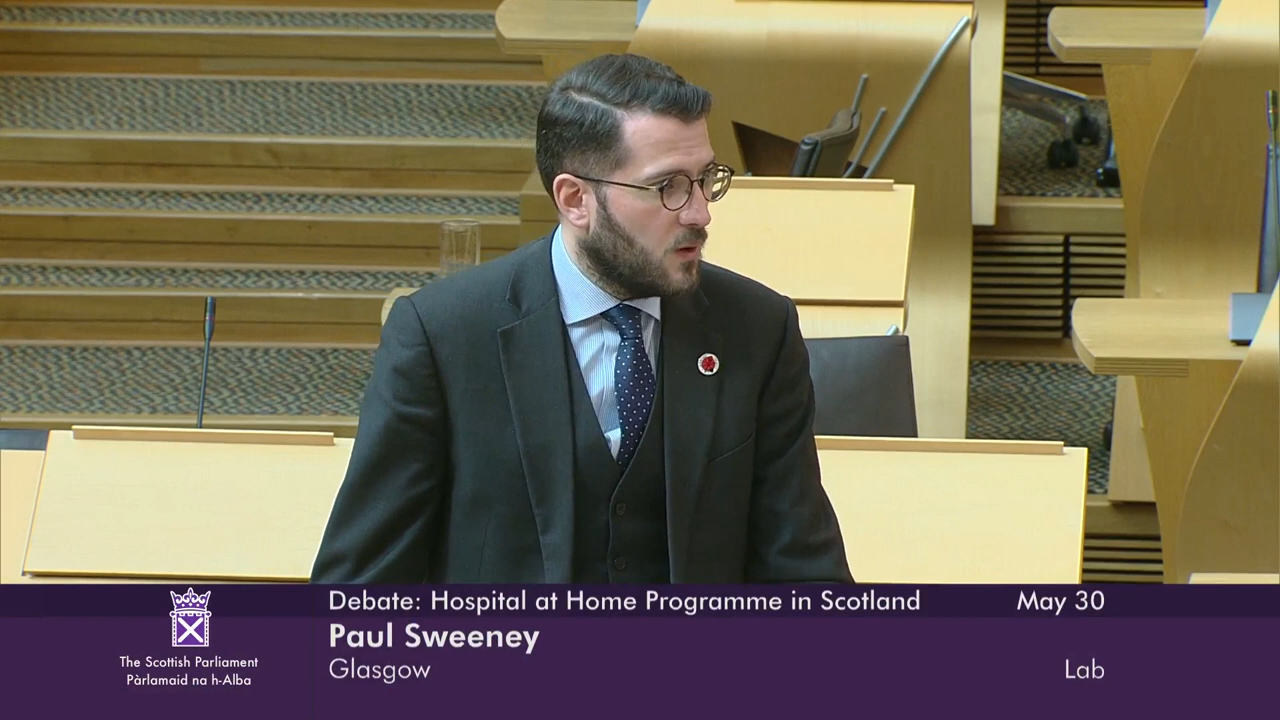 Debate: Hospital at Home Programme in Scotland May 30
Paul Sweeney
Glasgow Lab
The Scottish Parliament
Pàrlamaid na h-Alba